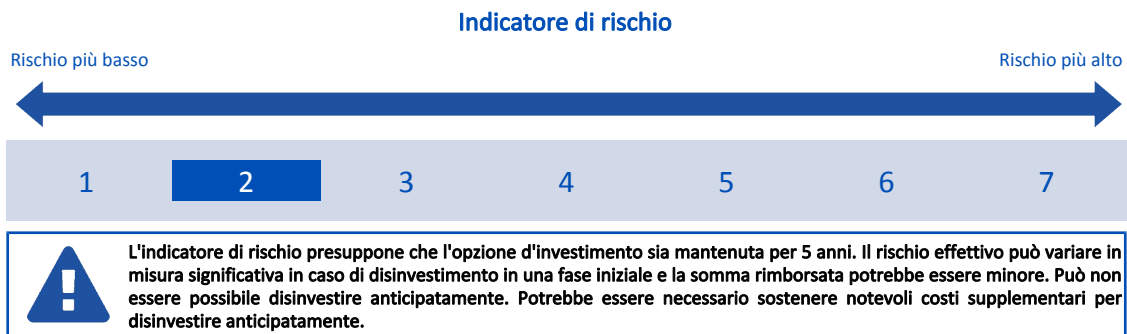 Indicatore di rischio
Rischio più basso Rischio più alto
1 2 3 4 5 6 7
L'indicatore di rischio presuppone che l'opzione d'investimento sia mantenuta per 5 anni. Il rischio effettivo può variare in
misura significativa in caso di disinvestimento in una fase iniziale e la somma rimborsata potrebbe essere minore. Può non
essere possibile disinvestire anticipatamente. Potrebbe essere necessario sostenere notevoli costi supplementari per
disinvestire anticipatamente.